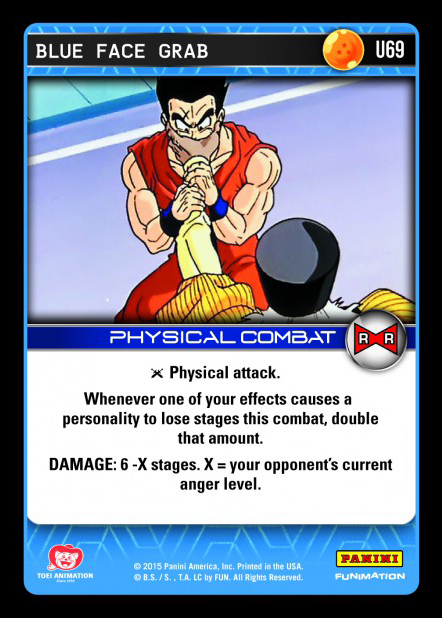 BLUE FACE GRAB U69
PHYSICAL COMBAT R R
Physical attack.
Whenever one of your effects causes a
personality to lose stages this combat, double
that amount.
DAMAGE: 6 -X stages. X = your opponent's current
anger level.
TOEI ANIMATION
Since 1956
© 2015 Panini America, Inc. Printed in the USA.
© B.S./ S. , T.A. LC by FUN. All Rights Reserved.
PANINI
FUNIMATION